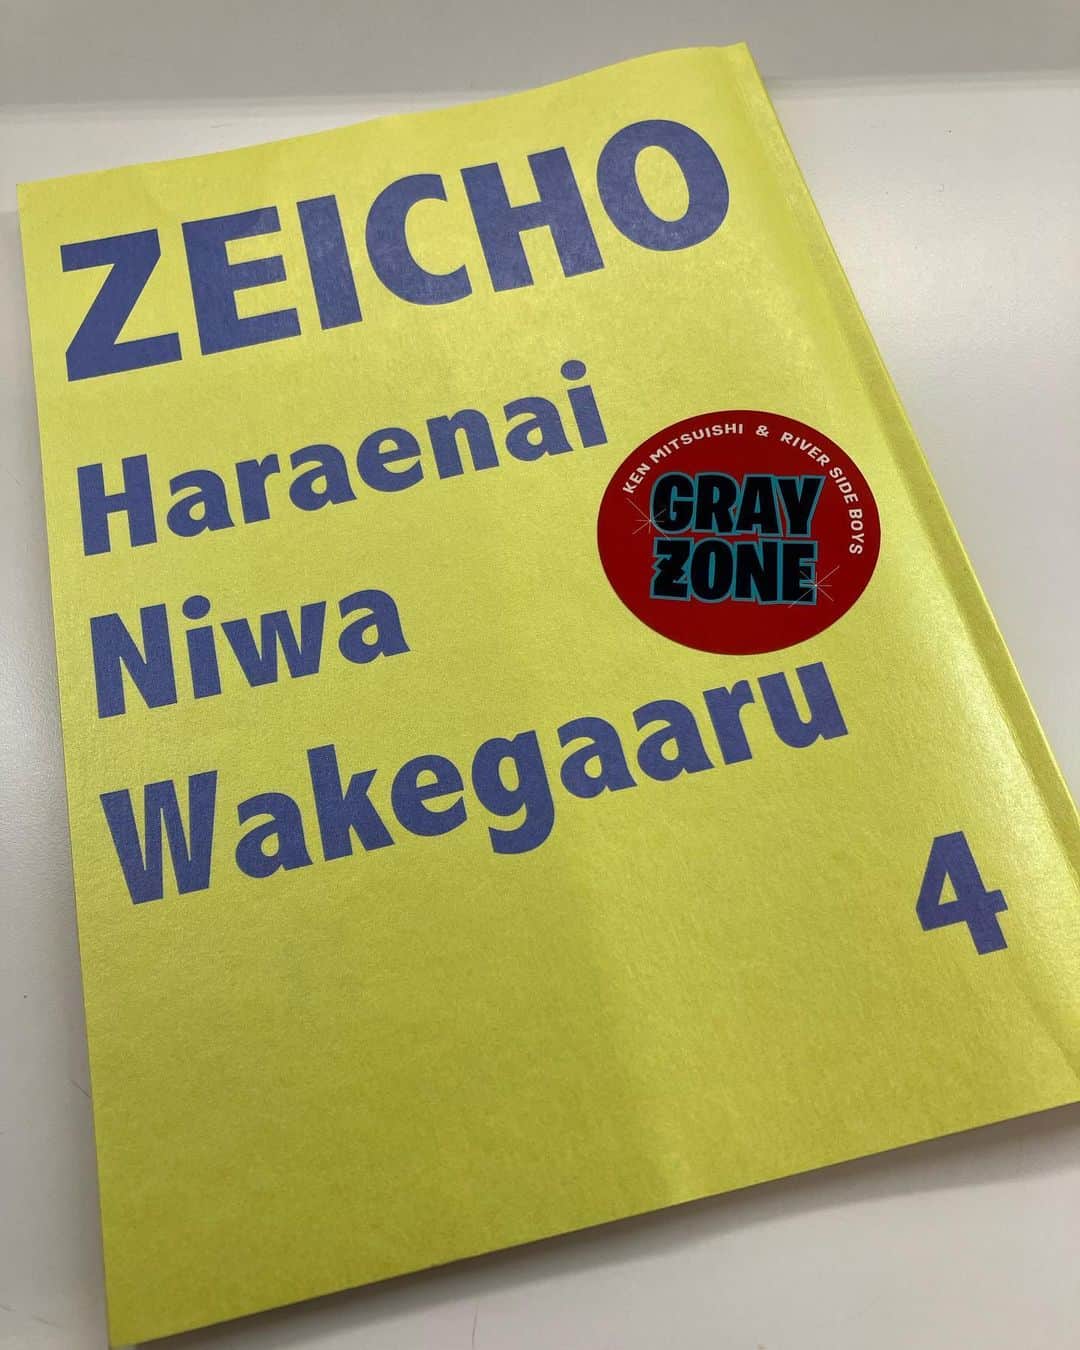 ZEICHO
Haraenai
KEN MITSUISHI & RIVER SIDE BOYS
GRAY
ZONE
Niwa
Wakegaaru
4